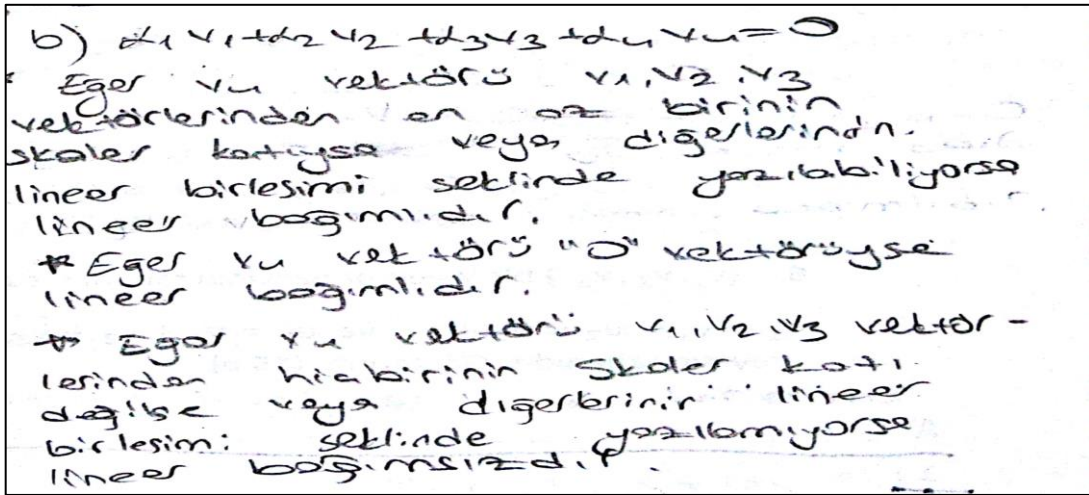 b) α1 v1 + α2 v2 + α3 v3 + α4 v4 = 0
* Eger v4 vektörü v1, v2, v3
vektörlerinden en az birinin
skaler katıysa veya digerlerinin
lineer birlesimi seklinde yazılabiliyorsa
lineer bagımlıdır.
* Eger v4 vektörü "0" vektörüyse
lineer bagımlıdır.
* Eger v4 vektörü v1, v2, v3 vektör-
lerinden hiçbirinin skaler katı
degilse veya digerlerinin lineer
birlesimi seklinde yazılamıyorsa
lineer bagımsızdır.